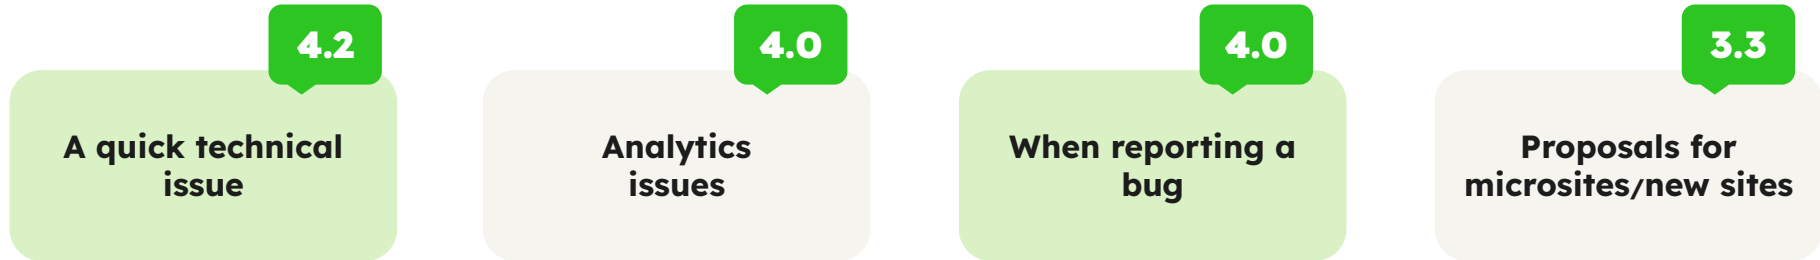 4.2
A quick technical
issue
4.0
Analytics
issues
4.0
When reporting a
bug
3.3
Proposals for
microsites/new sites